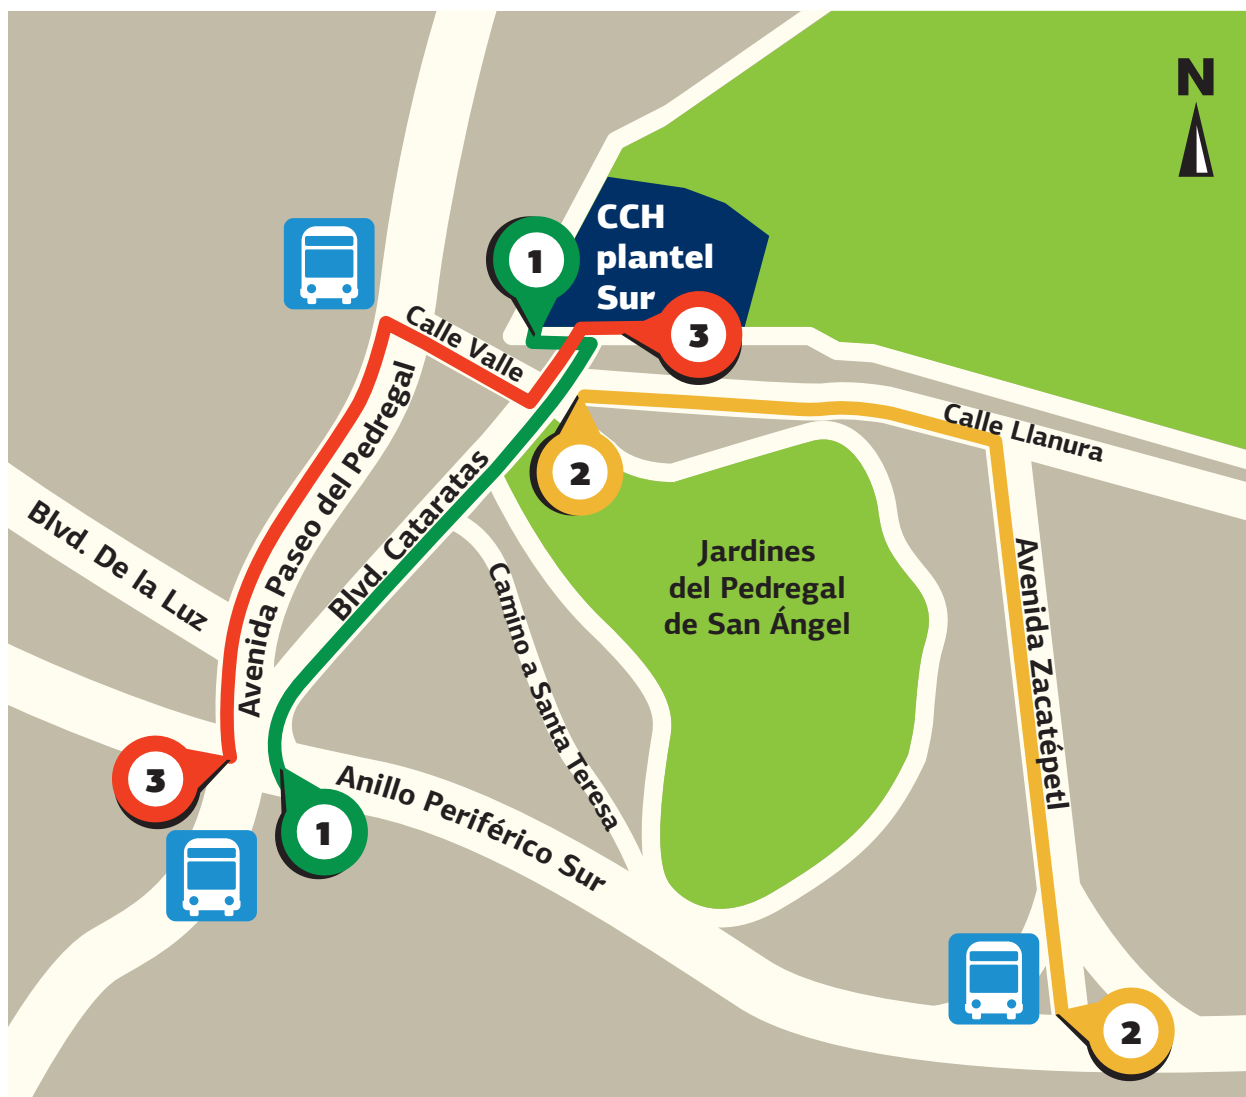 N
CCH
plantel
Sur
1
3
Calle Valle
2
Calle Llanura
Avenida Paseo del Pedregal
Blvd. Cataratas
Blvd. De la Luz
Jardines
del Pedregal
de San Ángel
Camino a Santa Teresa
Avenida Zacatépetl
3
1
Anillo Periférico Sur
2